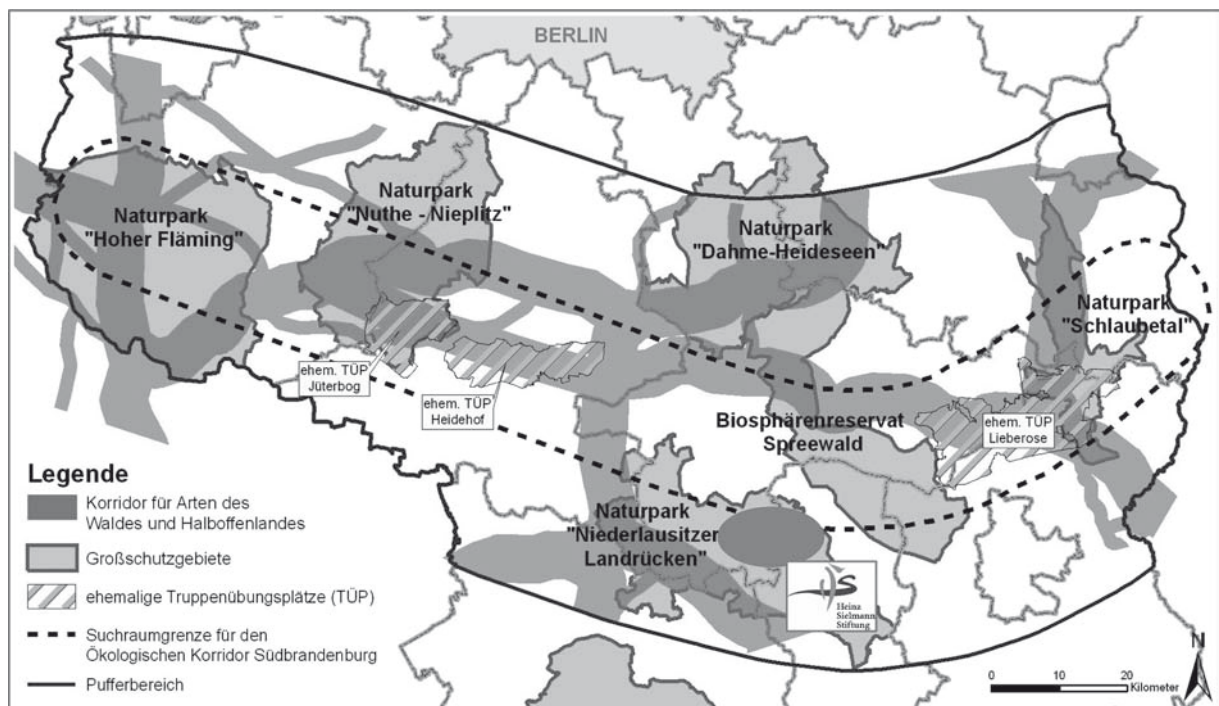 BERLIN
Naturpark
"Nuthe - Nieplitz"
Naturpark
"Hoher Fläming"
Naturpark
"Dahme-Heideseen"
Naturpark
"Schlaubetal"
ehem. TÜP
Jüterbog
ehem. TÜP
Heidehof
Biosphärenreservat
Spreewald
ehem. TÜP
Lieberose
Naturpark
"Niederlausitzer
Landrücken"
Heinz
Sielmann
Stiftung
Legende
Korridor für Arten des
Waldes und Halboffenlandes
Großschutzgebiete
ehemalige Truppenübungsplätze (TÜP)
Suchraumgrenze für den
Ökologischen Korridor Südbrandenburg
Pufferbereich
N
0 10 20
Kilometer